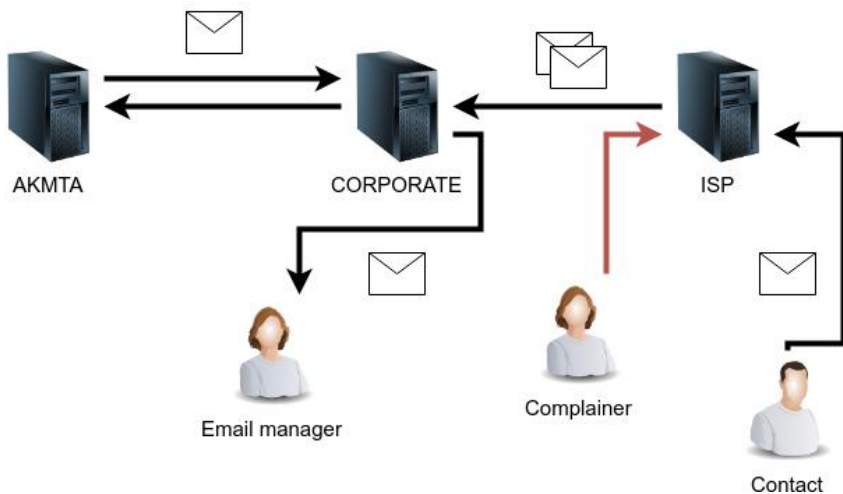 AKMTA
CORPORATE
ISP
Email manager
Complainer
Contact